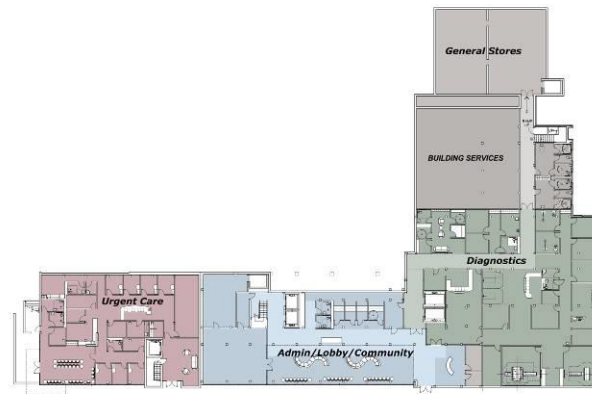 General Stores
BUILDING SERVICES
Diagnostics
Urgent Care
Admin/Lobby/Community